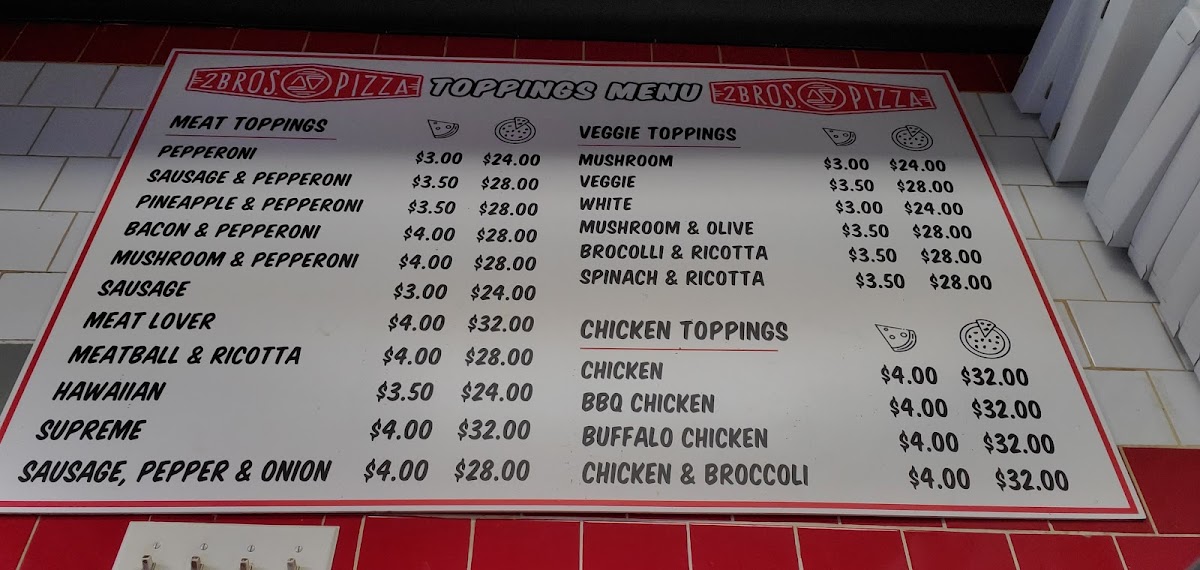 2BROS PIZZA TOPPINGS MENU 2BROS PIZZA
MEAT TOPPINGS
PEPPERONI $3.00 $24.00
SAUSAGE & PEPPERONI $3.50 $28.00
PINEAPPLE & PEPPERONI $3.50 $28.00
BACON & PEPPERONI $4.00 $28.00
MUSHROOM & PEPPERONI $4.00 $28.00
SAUSAGE $3.00 $24.00
MEAT LOVER $4.00 $32.00
MEATBALL & RICOTTA $4.00 $28.00
HAWAIIAN $3.50 $24.00
SUPREME $4.00 $32.00
SAUSAGE, PEPPER & ONION $4.00 $28.00
VEGGIE TOPPINGS
MUSHROOM $3.00 $24.00
VEGGIE $3.50 $28.00
WHITE $3.00 $24.00
MUSHROOM & OLIVE $3.50 $28.00
BROCOLLI & RICOTTA $3.50 $28.00
SPINACH & RICOTTA $3.50 $28.00
CHICKEN TOPPINGS
CHICKEN $4.00 $32.00
BBQ CHICKEN $4.00 $32.00
BUFFALO CHICKEN $4.00 $32.00
CHICKEN & BROCCOLI $4.00 $32.00